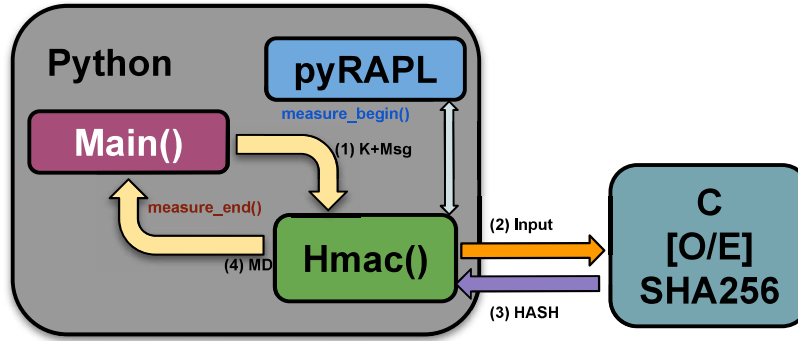 Python
pyRAPL
measure_begin()
Main()
(1) K+Msg
measure_end()
(4) MD
Hmac()
(2) Input
(3) HASH
C
[O/E]
SHA256